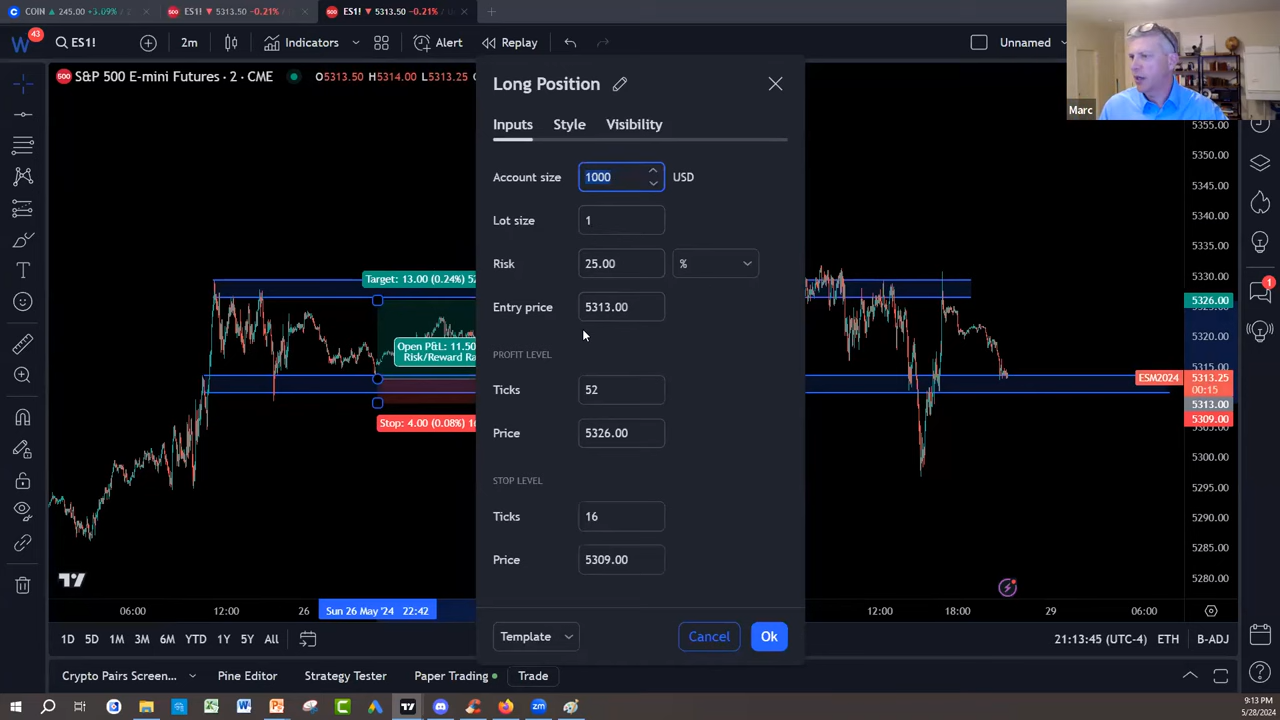 COIN ▲ 245.00 +3.09%
ES1! ▼ 5313.50 −0.21%
ES1! ▼ 5313.50 −0.21%
43
ES1!
2m
Indicators
Alert
Replay
Unnamed
500 S&P 500 E-mini Futures · 2 · CME
O5313.50 H5314.00 L5313.25
Marc
Long Position
Inputs
Style
Visibility
Account size 1000 USD
Lot size 1
Risk 25.00 %
Entry price 5313.00
PROFIT LEVEL
Ticks 52
Price 5326.00
STOP LEVEL
Ticks 16
Price 5309.00
Template
Cancel
Ok
Target: 13.00 (0.24%)
Open P&L: 11.50
Risk/Reward
Stop: 4.00 (0.08%)
5355.00
5350.00
5345.00
5340.00
5335.00
5330.00
5326.00
5320.00
5315.00
ESM2024 5313.25
00:15
5313.00
5309.00
5300.00
5295.00
5290.00
5285.00
5280.00
1
06:00
12:00
26
Sun 26 May '24 22:42
12:00
18:00
29
06:00
1D 5D 1M 3M 6M YTD 1Y 5Y All
21:13:45 (UTC-4) ETH B-ADJ
Crypto Pairs Screen...
Pine Editor
Strategy Tester
Paper Trading
Trade
9:13 PM
5/28/2024